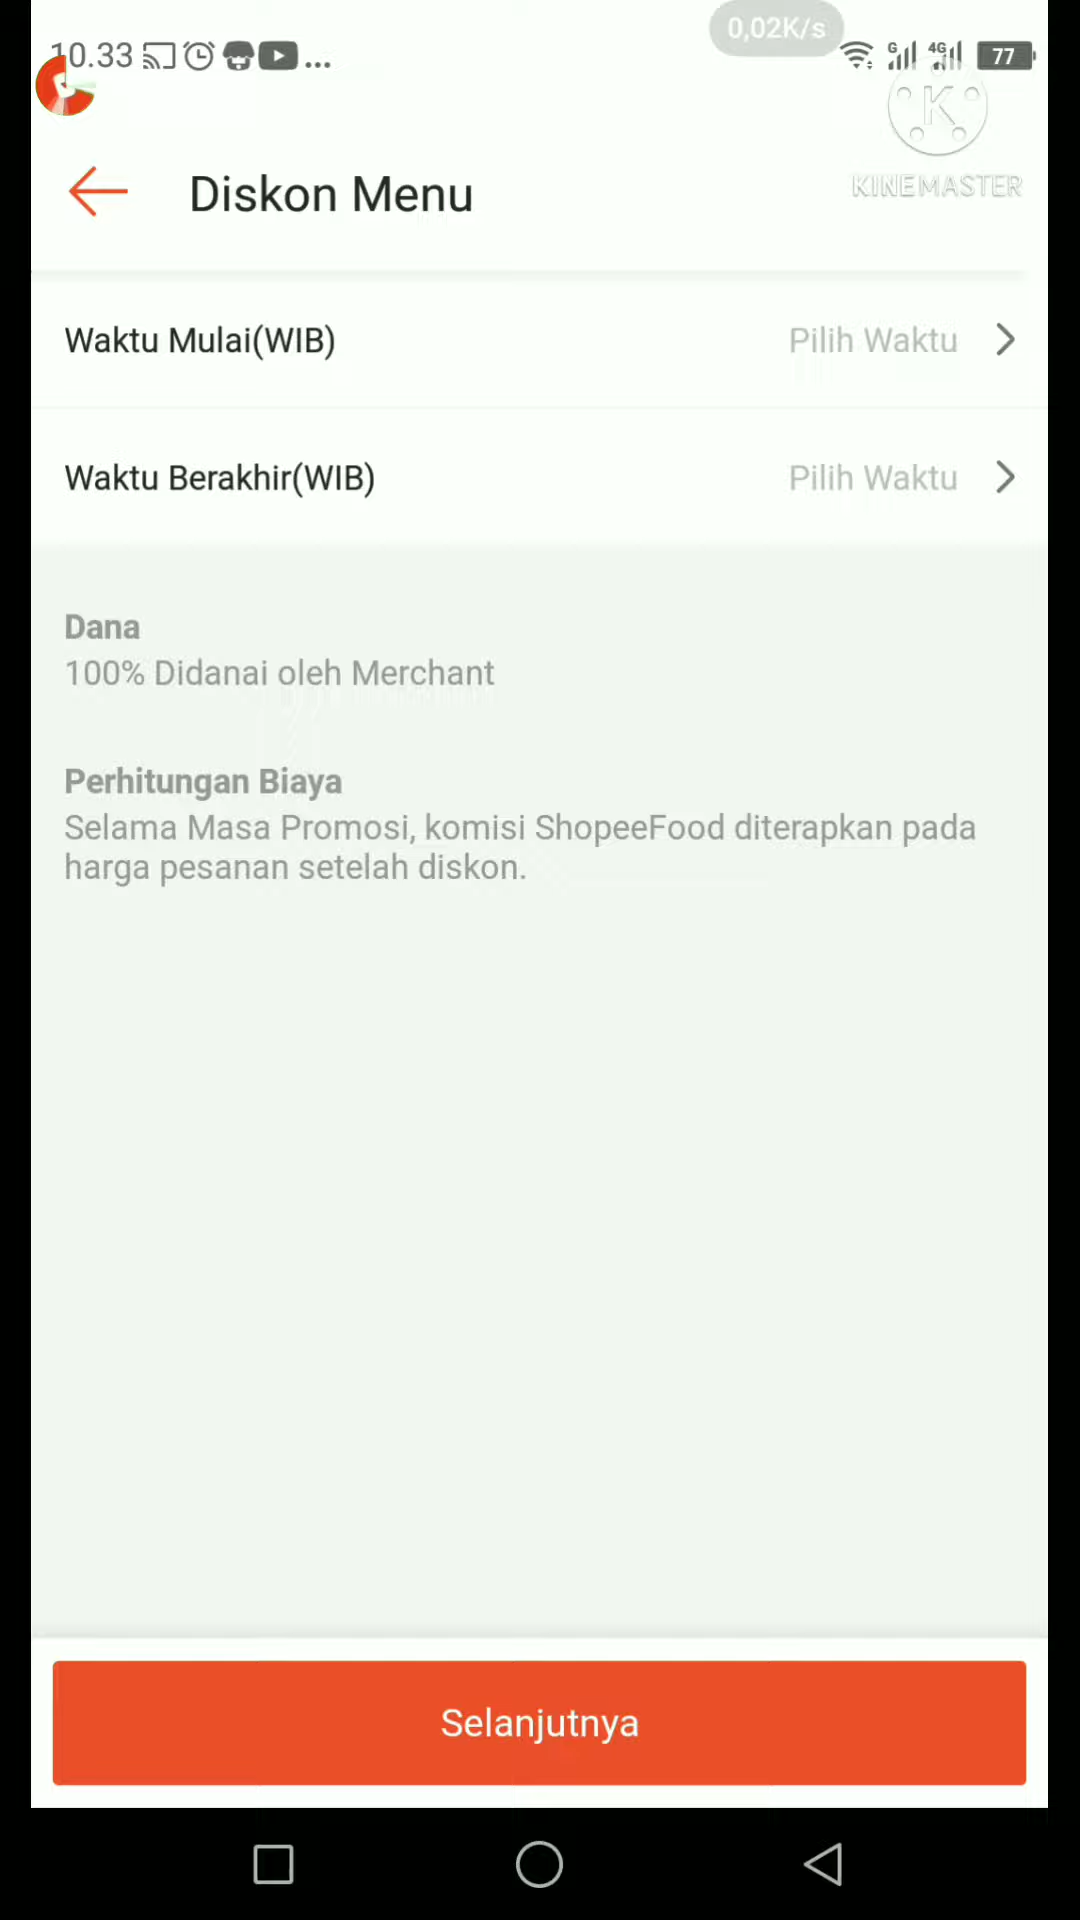 0,02K/s
10.33 ... G 4G 77
KINEMASTER
Diskon Menu
Waktu Mulai(WIB) Pilih Waktu
Waktu Berakhir(WIB) Pilih Waktu
Dana
100% Didanai oleh Merchant
Perhitungan Biaya
Selama Masa Promosi, komisi ShopeeFood diterapkan pada
harga pesanan setelah diskon.
Selanjutnya